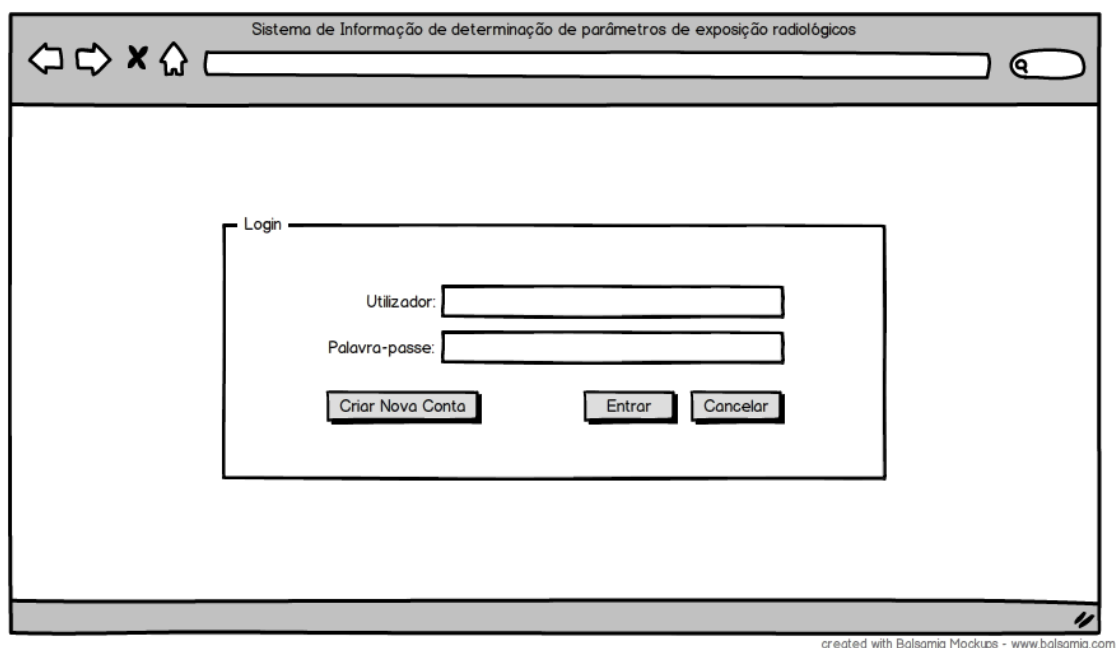 Sistema de Informação de determinação de parâmetros de exposição radiológicos
Login
Utilizador:
Palavra-passe:
Criar Nova Conta Entrar Cancelar
created with Balsamiq Mockups - www.balsamiq.com